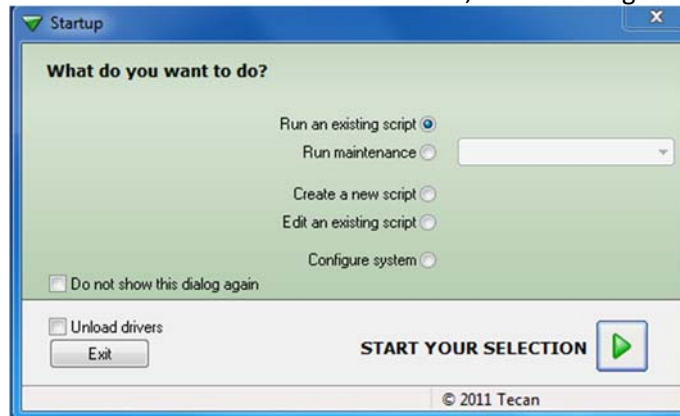 Startup
What do you want to do?
Run an existing script
Run maintenance
Create a new script
Edit an existing script
Configure system
Do not show this dialog again
Unload drivers
Exit
START YOUR SELECTION
© 2011 Tecan